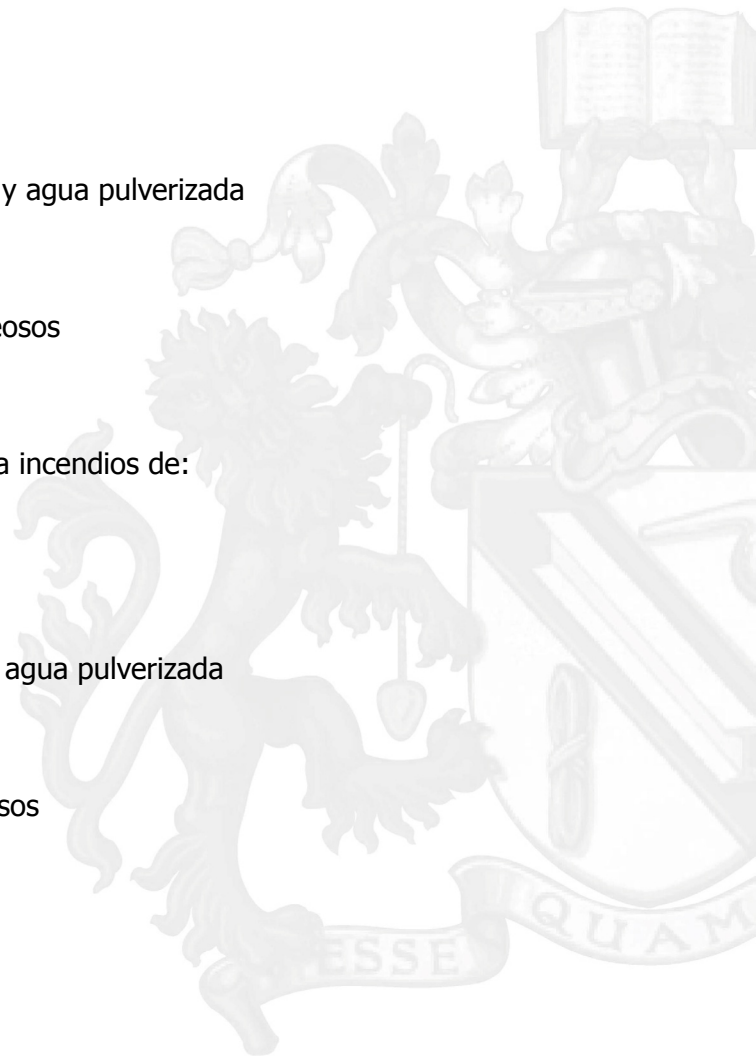 y agua pulverizada
eosos
a incendios de:
agua pulverizada
sos
ESSE
QUAM